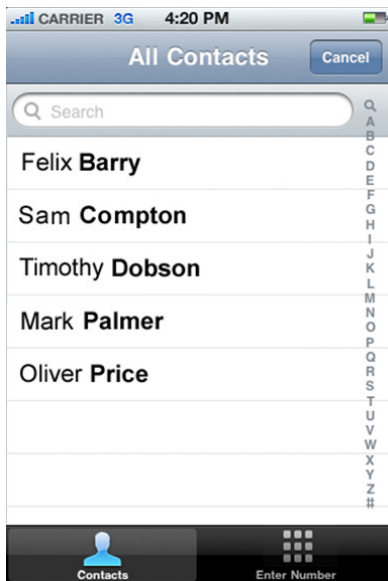 CARRIER 3G 4:20 PM
All Contacts Cancel
Search
Felix Barry
Sam Compton
Timothy Dobson
Mark Palmer
Oliver Price
A
B
C
D
E
F
G
H
I
J
K
L
M
N
O
P
Q
R
S
T
U
V
W
X
Y
Z
#
Contacts Enter Number